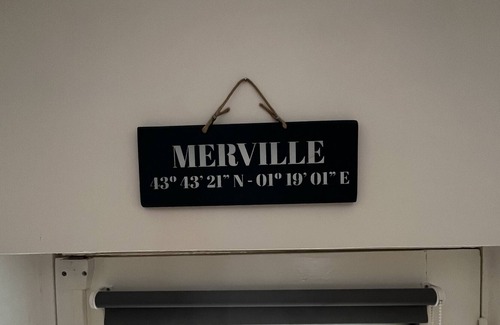 MERVILLE
43º 43' 21” N - 01º 19' 01” E